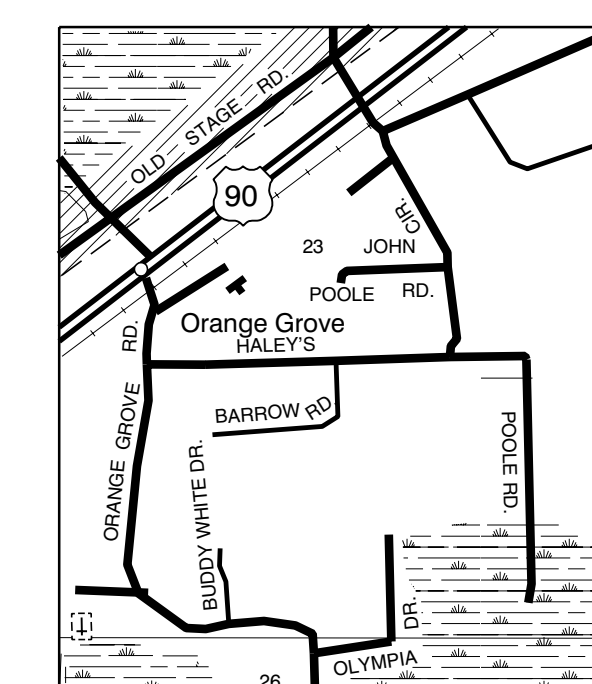 OLD STAGE RD.
90
CIR.
23
JOHN
POOLE RD.
Orange Grove
HALEY'S
RD.
BARROW RD
ORANGE GROVE
BUDDY WHITE DR.
POOLE RD.
DR.
OLYMPIA
26